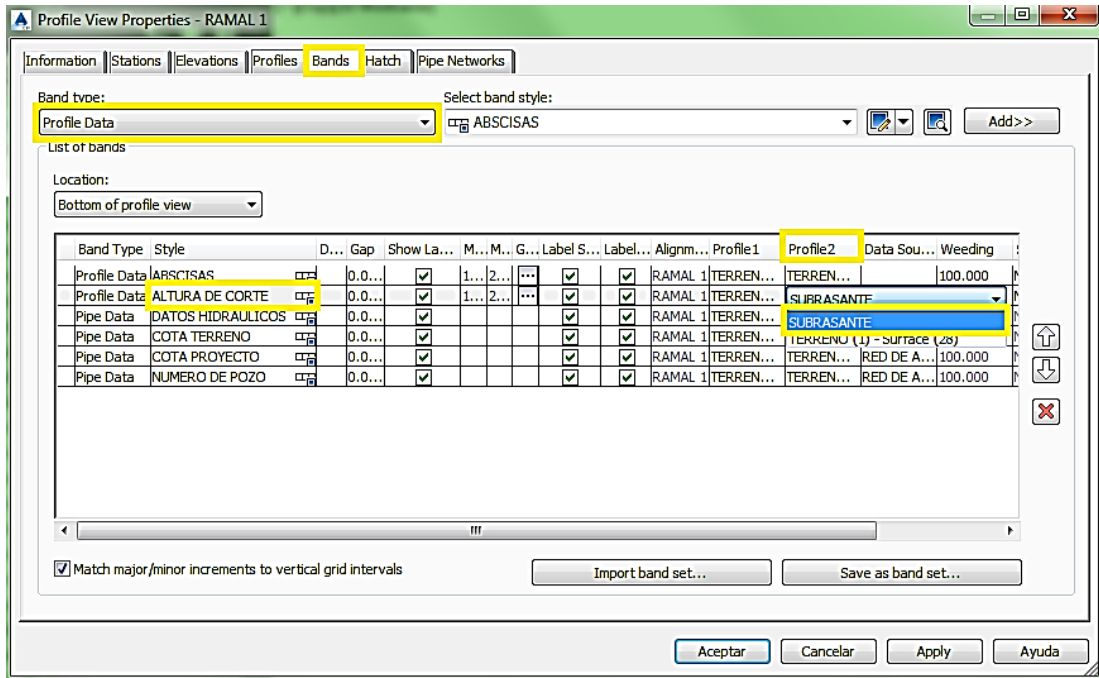 Profile View Properties - RAMAL 1
Information Stations Elevations Profiles Bands Hatch Pipe Networks
Band type: Select band style:
Profile Data ABSCISAS Add>>
List of bands
Location:
Bottom of profile view
Band Type Style D... Gap Show La... M... M... G... Label S... Label... Alignm... Profile1 Profile2 Data Sou... Weeding
Profile Data ABSCISAS 0.0... 1... 2... ... RAMAL 1 TERREN... TERREN... 100.000
Profile Data ALTURA DE CORTE 0.0... 1... 2... ... RAMAL 1 TERREN... SUBRASANTE
Pipe Data DATOS HIDRAULICOS 0.0... RAMAL 1 TERREN... SUBRASANTE
Pipe Data COTA TERRENO 0.0... RAMAL 1 TERREN... TERRENO (1) - Surface (28)
Pipe Data COTA PROYECTO 0.0... RAMAL 1 TERREN... TERREN... RED DE A... 100.000
Pipe Data NUMERO DE POZO 0.0... RAMAL 1 TERREN... TERREN... RED DE A... 100.000
Match major/minor increments to vertical grid intervals Import band set... Save as band set...
Aceptar Cancelar Apply Ayuda